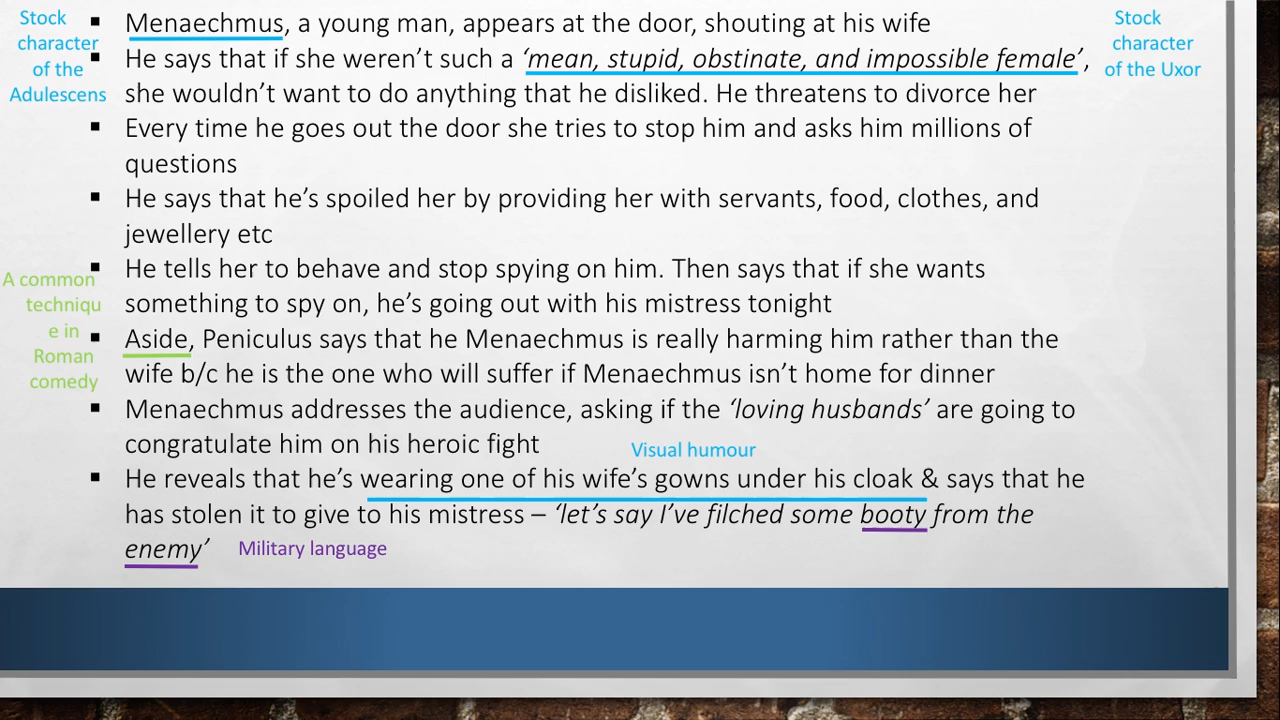 Stock
character
of the
Adulescens
Stock
character
of the Uxor
▪ Menaechmus, a young man, appears at the door, shouting at his wife
▪ He says that if she weren’t such a ‘mean, stupid, obstinate, and impossible female’,
she wouldn’t want to do anything that he disliked. He threatens to divorce her
▪ Every time he goes out the door she tries to stop him and asks him millions of
questions
▪ He says that he’s spoiled her by providing her with servants, food, clothes, and
jewellery etc
▪ He tells her to behave and stop spying on him. Then says that if she wants
something to spy on, he’s going out with his mistress tonight
A common
techniqu
e in
Roman
comedy
▪ Aside, Peniculus says that he Menaechmus is really harming him rather than the
wife b/c he is the one who will suffer if Menaechmus isn’t home for dinner
▪ Menaechmus addresses the audience, asking if the ‘loving husbands’ are going to
congratulate him on his heroic fight
Visual humour
▪ He reveals that he’s wearing one of his wife’s gowns under his cloak & says that he
has stolen it to give to his mistress – ‘let’s say I’ve filched some booty from the
enemy’
Military language